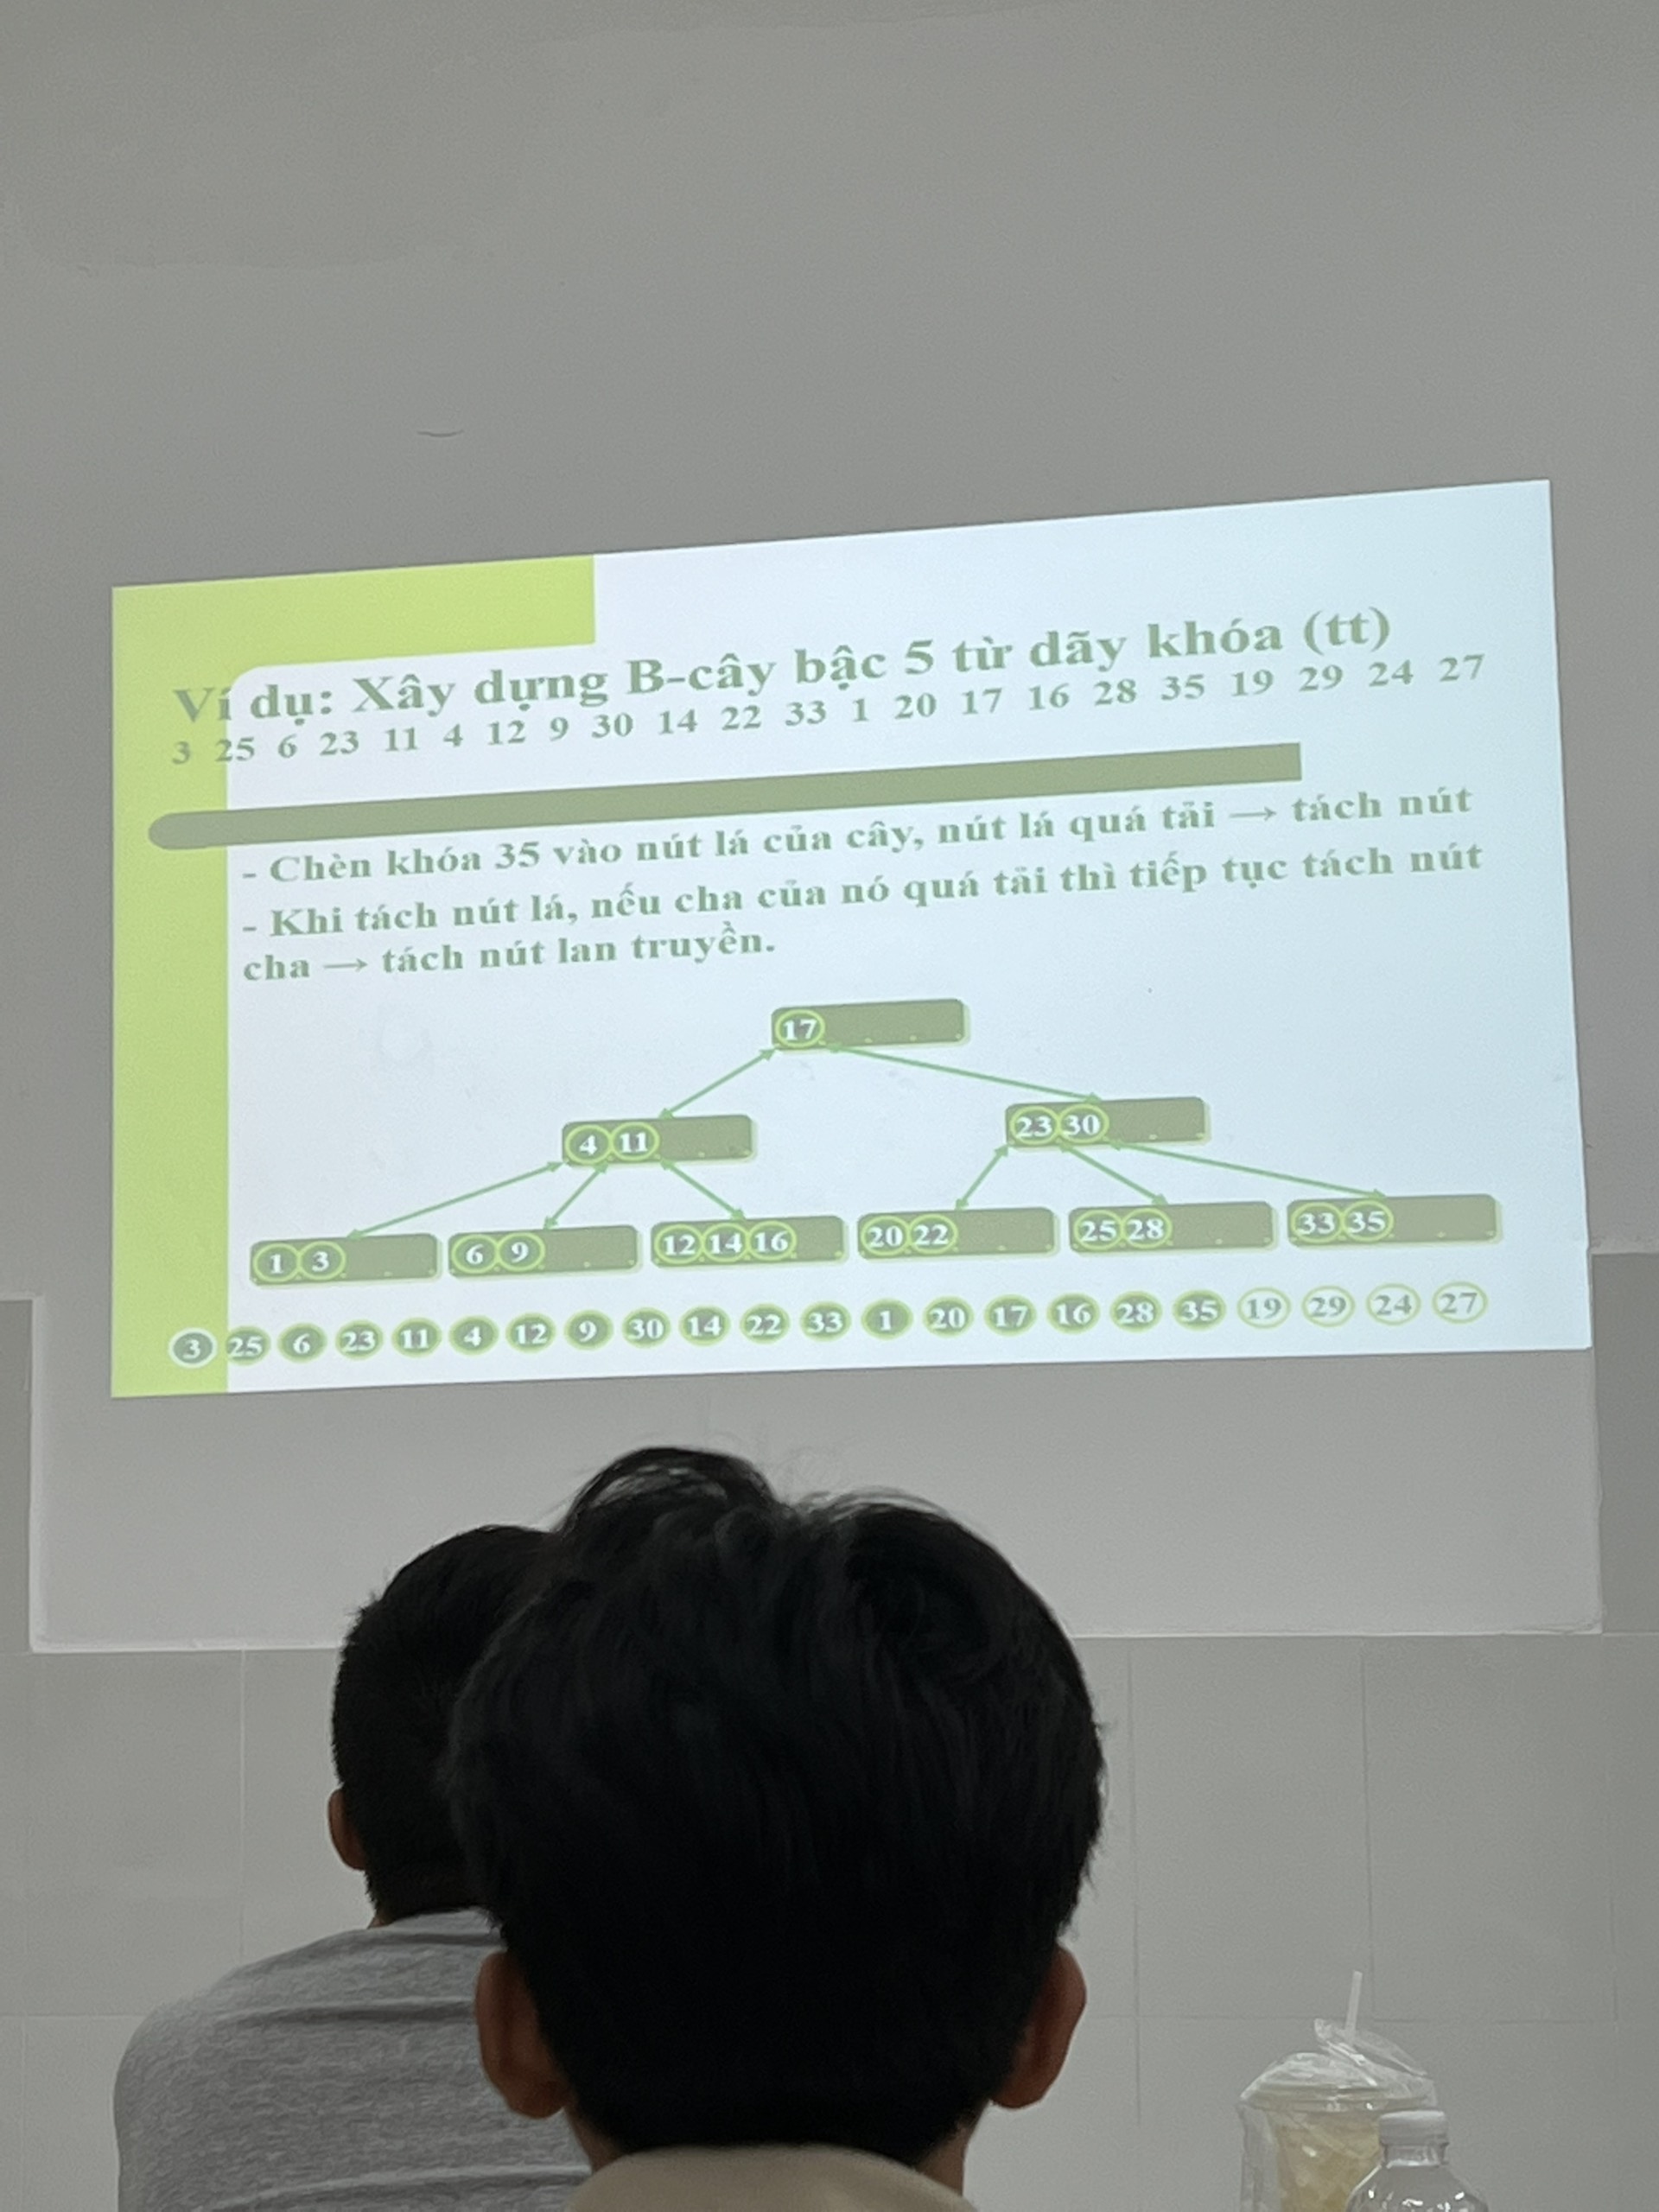 Ví dụ: Xây dựng B-cây bậc 5 từ dãy khóa (tt)
3 25 6 23 11 4 12 9 30 14 22 33 1 20 17 16 28 35 19 29 24 27
- Chèn khóa 35 vào nút lá của cây, nút lá quá tải → tách nút
- Khi tách nút lá, nếu cha của nó quá tải thì tiếp tục tách nút
cha → tách nút lan truyền.
17
4 11 23 30
1 3 6 9 12 14 16 20 22 25 28 33 35
3 25 6 23 11 4 12 9 30 14 22 33 1 20 17 16 28 35 19 29 24 27